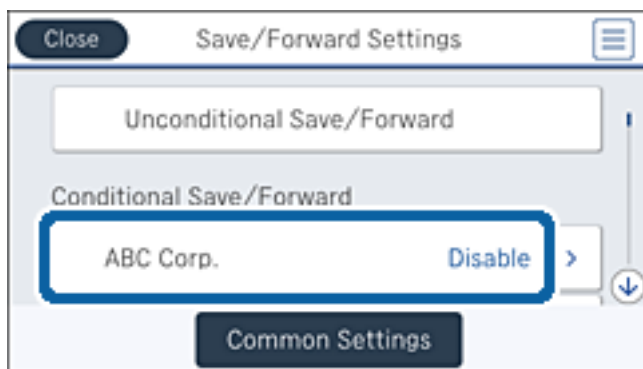 Close Save/Forward Settings
Unconditional Save/Forward
Conditional Save/Forward
ABC Corp. Disable >
Common Settings